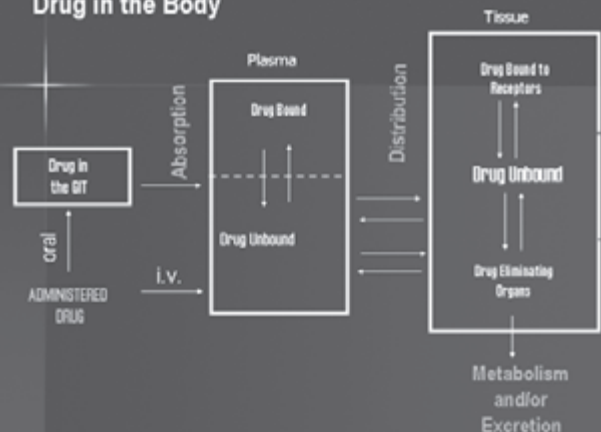 Drug in the Body
Tissue
Plasma
Absorption
Distribution
Drug Bound to
Receptors
Drug Bound
Drug in
the GIT
Drug Unbound
Drug Unbound
oral
i.v.
ADMINISTERED
DRUG
Drug Eliminating
Organs
Metabolism
and/or
Excretion